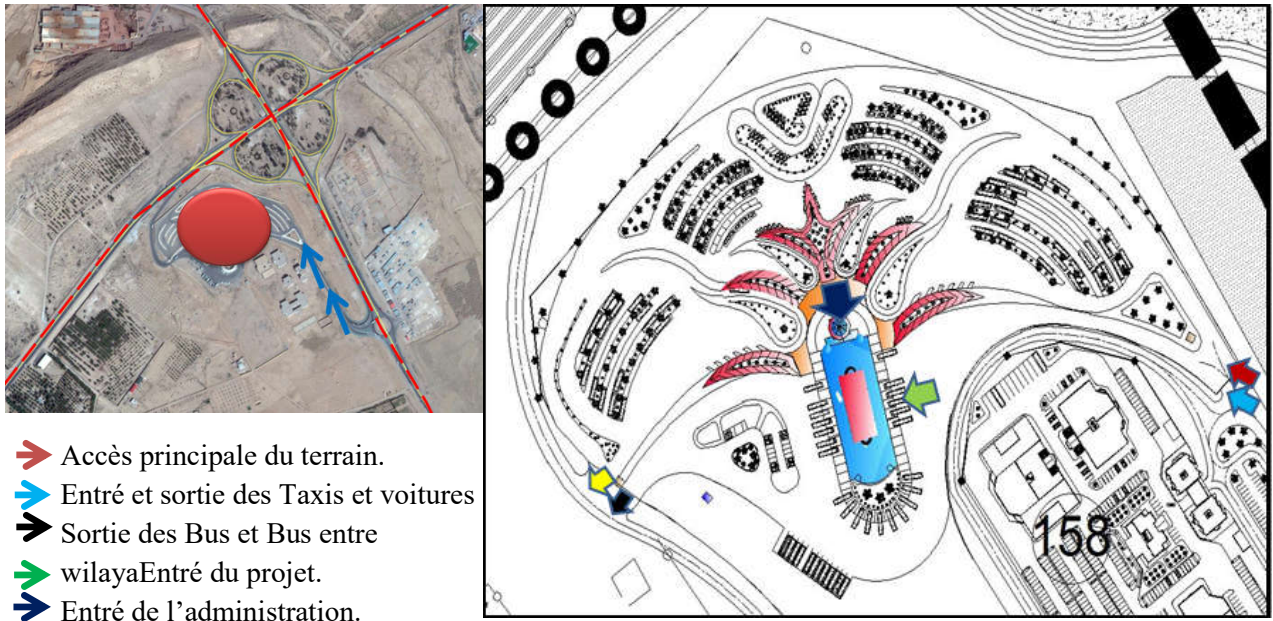 Accès principale du terrain.
Entré et sortie des Taxis et voitures
Sortie des Bus et Bus entre
wilayaEntré du projet.
Entré de l’administration.
158